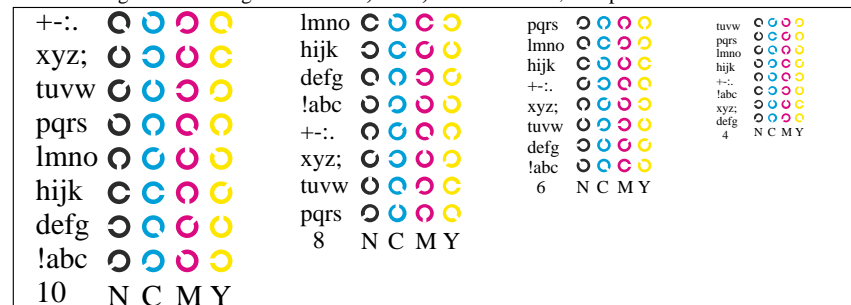 +-:.
xyz;
tuvw
pqrs
lmno
hijk
defg
!abc
10 N C M Y
lmno
hijk
defg
!abc
+-:.
xyz;
tuvw
pqrs
8 N C M Y
pqrs
lmno
hijk
+-:.
xyz;
tuvw
defg
!abc
6 N C M Y
tuvw
pqrs
lmno
hijk
+-:.
!abc
xyz;
defg
4 N C M Y